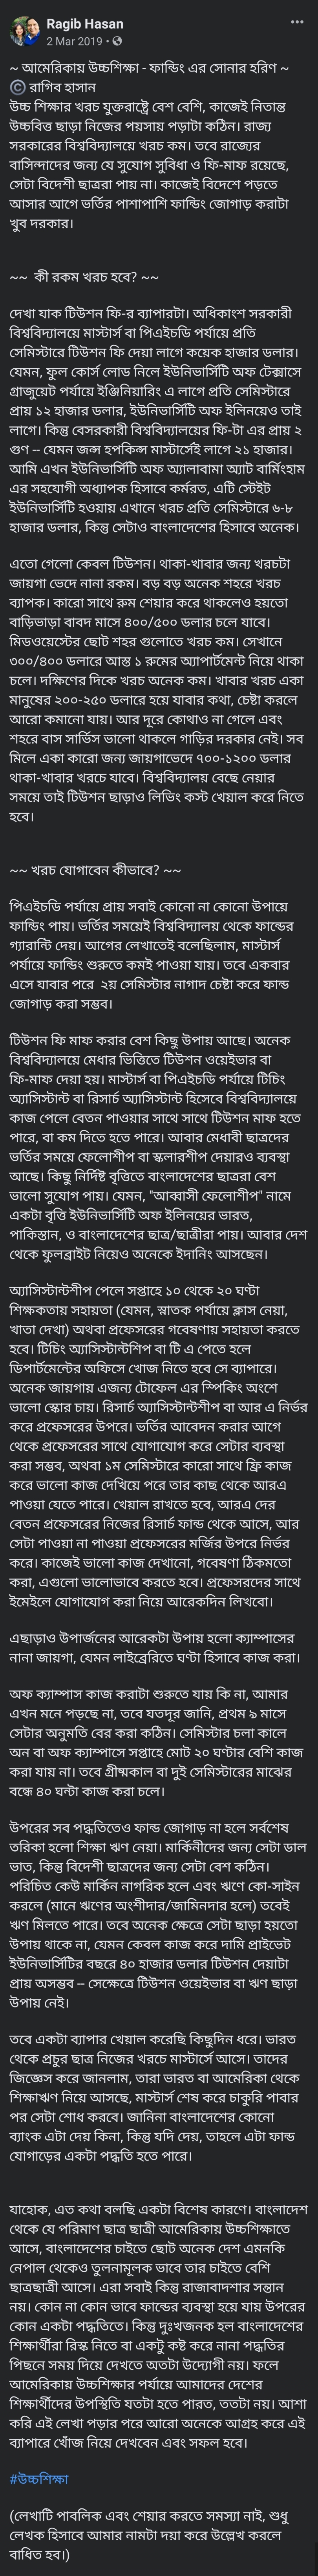 Ragib Hasan
2 Mar 2019 ·
~ আমেরিকায় উচ্চশিক্ষা - ফান্ডিং এর সোনার হরিণ ~
© রাগিব হাসান
উচ্চ শিক্ষার খরচ যুক্তরাষ্ট্রে বেশ বেশি, কাজেই নিতান্ত
উচ্চবিত্ত ছাড়া নিজের পয়সায় পড়াটা কঠিন। রাজ্য
সরকারের বিশ্ববিদ্যালয়ে খরচ কম। তবে রাজ্যের
বাসিন্দাদের জন্য যে সুযোগ সুবিধা ও ফি-মাফ রয়েছে,
সেটা বিদেশী ছাত্ররা পায় না। কাজেই বিদেশে পড়তে
আসার আগে ভর্তির পাশাপাশি ফান্ডিং জোগাড় করাটা
খুব দরকার।
~~ কী রকম খরচ হবে? ~~
দেখা যাক টিউশন ফি-র ব্যাপারটা। অধিকাংশ সরকারী
বিশ্ববিদ্যালয়ে মাস্টার্স বা পিএইচডি পর্যায়ে প্রতি
সেমিস্টারে টিউশন ফি দেয়া লাগে কয়েক হাজার ডলার।
যেমন, ফুল কোর্স লোড নিলে ইউনিভার্সিটি অফ টেক্সাসে
গ্রাজুয়েট পর্যায়ে ইঞ্জিনিয়ারিং এ লাগে প্রতি সেমিস্টারে
প্রায় ১২ হাজার ডলার, ইউনিভার্সিটি অফ ইলিনয়েও তাই
লাগে। কিন্তু বেসরকারী বিশ্ববিদ্যালয়ের ফি-টা এর প্রায় ২
গুণ -- যেমন জন্স হপকিন্স মাস্টার্সেই লাগে ২১ হাজার।
আমি এখন ইউনিভার্সিটি অফ অ্যালাবামা অ্যাট বার্মিংহাম
এর সহযোগী অধ্যাপক হিসাবে কর্মরত, এটি স্টেইট
ইউনিভার্সিটি হওয়ায় এখানে খরচ প্রতি সেমিস্টারে ৬-৮
হাজার ডলার, কিন্তু সেটাও বাংলাদেশের হিসাবে অনেক।
এতো গেলো কেবল টিউশন। থাকা-খাবার জন্য খরচটা
জায়গা ভেদে নানা রকম। বড় বড় অনেক শহরে খরচ
ব্যাপক। কারো সাথে রুম শেয়ার করে থাকলেও হয়তো
বাড়িভাড়া বাবদ মাসে ৪০০/৫০০ ডলার চলে যাবে।
মিডওয়েস্টের ছোট শহর গুলোতে খরচ কম। সেখানে
৩০০/৪০০ ডলারে আস্ত ১ রুমের অ্যাপার্টমেন্ট নিয়ে থাকা
চলে। দক্ষিণের দিকে খরচ অনেক কম। খাবার খরচ একা
মানুষের ২০০-২৫০ ডলারে হয়ে যাবার কথা, চেষ্টা করলে
আরো কমানো যায়। আর দূরে কোথাও না গেলে এবং
শহরে বাস সার্ভিস ভালো থাকলে গাড়ির দরকার নেই। সব
মিলে একা কারো জন্য জায়গাভেদে ৭০০-১২০০ ডলার
থাকা-খাবার খরচে যাবে। বিশ্ববিদ্যালয় বেছে নেয়ার
সময়ে তাই টিউশন ছাড়াও লিভিং কস্ট খেয়াল করে নিতে
হবে।
~~ খরচ যোগাবেন কীভাবে? ~~
পিএইচডি পর্যায়ে প্রায় সবাই কোনো না কোনো উপায়ে
ফান্ডিং পায়। ভর্তির সময়েই বিশ্ববিদ্যালয় থেকে ফান্ডের
গ্যারান্টি দেয়। আগের লেখাতেই বলেছিলাম, মাস্টার্স
পর্যায়ে ফান্ডিং শুরুতে কমই পাওয়া যায়। তবে একবার
এসে যাবার পরে ২য় সেমিস্টার নাগাদ চেষ্টা করে ফান্ড
জোগাড় করা সম্ভব।
টিউশন ফি মাফ করার বেশ কিছু উপায় আছে। অনেক
বিশ্ববিদ্যালয়ে মেধার ভিত্তিতে টিউশন ওয়েইভার বা
ফি-মাফ দেয়া হয়। মাস্টার্স বা পিএইচডি পর্যায়ে টিচিং
অ্যাসিস্টান্ট বা রিসার্চ অ্যাসিস্টান্ট হিসেবে বিশ্ববিদ্যালয়ে
কাজ পেলে বেতন পাওয়ার সাথে সাথে টিউশন মাফ হতে
পারে, বা কম দিতে হতে পারে। আবার মেধাবী ছাত্রদের
ভর্তির সময়ে ফেলোশীপ বা স্কলারশীপ দেয়ারও ব্যবস্থা
আছে। কিছু নির্দিষ্ট বৃত্তিতে বাংলাদেশের ছাত্ররা বেশ
ভালো সুযোগ পায়। যেমন, "আব্বাসী ফেলোশীপ" নামে
একটা বৃত্তি ইউনিভার্সিটি অফ ইলিনয়ের ভারত,
পাকিস্তান, ও বাংলাদেশের ছাত্র/ছাত্রীরা পায়। আবার দেশ
থেকে ফুলব্রাইট নিয়েও অনেকে ইদানিং আসছেন।
অ্যাসিস্টান্টশীপ পেলে সপ্তাহে ১০ থেকে ২০ ঘণ্টা
শিক্ষকতায় সহায়তা (যেমন, স্নাতক পর্যায়ে ক্লাস নেয়া,
খাতা দেখা) অথবা প্রফেসরের গবেষণায় সহায়তা করতে
হবে। টিচিং অ্যাসিস্টান্টশিপ বা টি এ পেতে হলে
ডিপার্টমেন্টের অফিসে খোজ নিতে হবে সে ব্যাপারে।
অনেক জায়গায় এজন্য টোফেল এর স্পিকিং অংশে
ভালো স্কোর চায়। রিসার্চ অ্যাসিস্টান্টশীপ বা আর এ নির্ভর
করে প্রফেসরের উপরে। ভর্তির আবেদন করার আগে
থেকে প্রফেসরের সাথে যোগাযোগ করে সেটার ব্যবস্থা
করা সম্ভব, অথবা ১ম সেমিস্টারে কারো সাথে ফ্রি কাজ
করে ভালো কাজ দেখিয়ে পরে তার কাছ থেকে আরএ
পাওয়া যেতে পারে। খেয়াল রাখতে হবে, আরএ দের
বেতন প্রফেসরের নিজের রিসার্চ ফান্ড থেকে আসে, আর
সেটা পাওয়া না পাওয়া প্রফেসরের মর্জির উপরে নির্ভর
করে। কাজেই ভালো কাজ দেখানো, গবেষণা ঠিকমতো
করা, এগুলো ভালোভাবে করতে হবে। প্রফেসরদের সাথে
ইমেইলে যোগাযোগ করা নিয়ে আরেকদিন লিখবো।
এছাড়াও উপার্জনের আরেকটা উপায় হলো ক্যাম্পাসের
নানা জায়গা, যেমন লাইব্রেরিতে ঘণ্টা হিসাবে কাজ করা।
অফ ক্যাম্পাস কাজ করাটা শুরুতে যায় কি না, আমার
এখন মনে পড়ছে না, তবে যতদূর জানি, প্রথম ৯ মাসে
সেটার অনুমতি বের করা কঠিন। সেমিস্টার চলা কালে
অন বা অফ ক্যাম্পাসে সপ্তাহে মোট ২০ ঘণ্টার বেশি কাজ
করা যায় না। তবে গ্রীষ্মকাল বা দুই সেমিস্টারের মাঝের
বন্ধে ৪০ ঘন্টা কাজ করা চলে।
উপরের সব পদ্ধতিতেও ফান্ড জোগাড় না হলে সর্বশেষ
তরিকা হলো শিক্ষা ঋণ নেয়া। মার্কিনীদের জন্য সেটা ডাল
ভাত, কিন্তু বিদেশী ছাত্রদের জন্য সেটা বেশ কঠিন।
পরিচিত কেউ মার্কিন নাগরিক হলে এবং ঋণে কো-সাইন
করলে (মানে ঋণের অংশীদার/জামিনদার হলে) তবেই
ঋণ মিলতে পারে। তবে অনেক ক্ষেত্রে সেটা ছাড়া হয়তো
উপায় থাকে না, যেমন কেবল কাজ করে দামি প্রাইভেট
ইউনিভার্সিটির বছরে ৪০ হাজার ডলার টিউশন দেয়াটা
প্রায় অসম্ভব -- সেক্ষেত্রে টিউশন ওয়েইভার বা ঋণ ছাড়া
উপায় নেই।
তবে একটা ব্যাপার খেয়াল করেছি কিছুদিন ধরে। ভারত
থেকে প্রচুর ছাত্র নিজের খরচে মাস্টার্সে আসে। তাদের
জিজ্ঞেস করে জানলাম, তারা ভারত বা আমেরিকা থেকে
শিক্ষাঋণ নিয়ে আসছে, মাস্টার্স শেষ করে চাকুরি পাবার
পর সেটা শোধ করবে। জানিনা বাংলাদেশের কোনো
ব্যাংক এটা দেয় কিনা, কিন্তু যদি দেয়, তাহলে এটা ফান্ড
যোগাড়ের একটা পদ্ধতি হতে পারে।
যাহোক, এত কথা বলছি একটা বিশেষ কারণে। বাংলাদেশ
থেকে যে পরিমাণ ছাত্র ছাত্রী আমেরিকায় উচ্চশিক্ষাতে
আসে, বাংলাদেশের চাইতে ছোট অনেক দেশ এমনকি
নেপাল থেকেও তুলনামূলক ভাবে তার চাইতে বেশি
ছাত্রছাত্রী আসে। এরা সবাই কিন্তু রাজাবাদশার সন্তান
নয়। কোন না কোন ভাবে ফান্ডের ব্যবস্থা হয়ে যায় উপরের
কোন একটা পদ্ধতিতে। কিন্তু দুঃখজনক হল বাংলাদেশের
শিক্ষার্থীরা রিস্ক নিতে বা একটু কষ্ট করে নানা পদ্ধতির
পিছনে সময় দিয়ে দেখতে অতটা উদ্যোগী নয়। ফলে
আমেরিকায় উচ্চশিক্ষার পর্যায়ে আমাদের দেশের
শিক্ষার্থীদের উপস্থিতি যতটা হতে পারত, ততটা নয়। আশা
করি এই লেখা পড়ার পরে আরো অনেকে আগ্রহ করে এই
ব্যাপারে খোঁজ নিয়ে দেখবেন এবং সফল হবে।
#উচ্চশিক্ষা
(লেখাটি পাবলিক এবং শেয়ার করতে সমস্যা নাই, শুধু
লেখক হিসাবে আমার নামটা দয়া করে উল্লেখ করলে
বাধিত হব।)